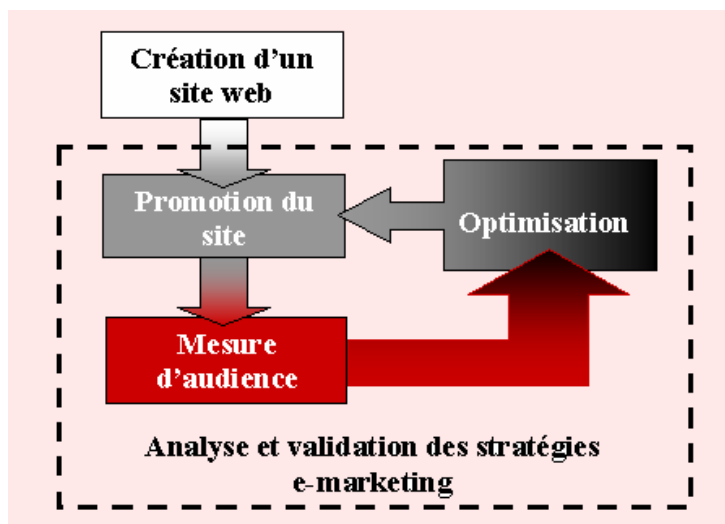 Création d'un
site web
Promotion du
site
Optimisation
Mesure
d'audience
Analyse et validation des stratégies
e-marketing